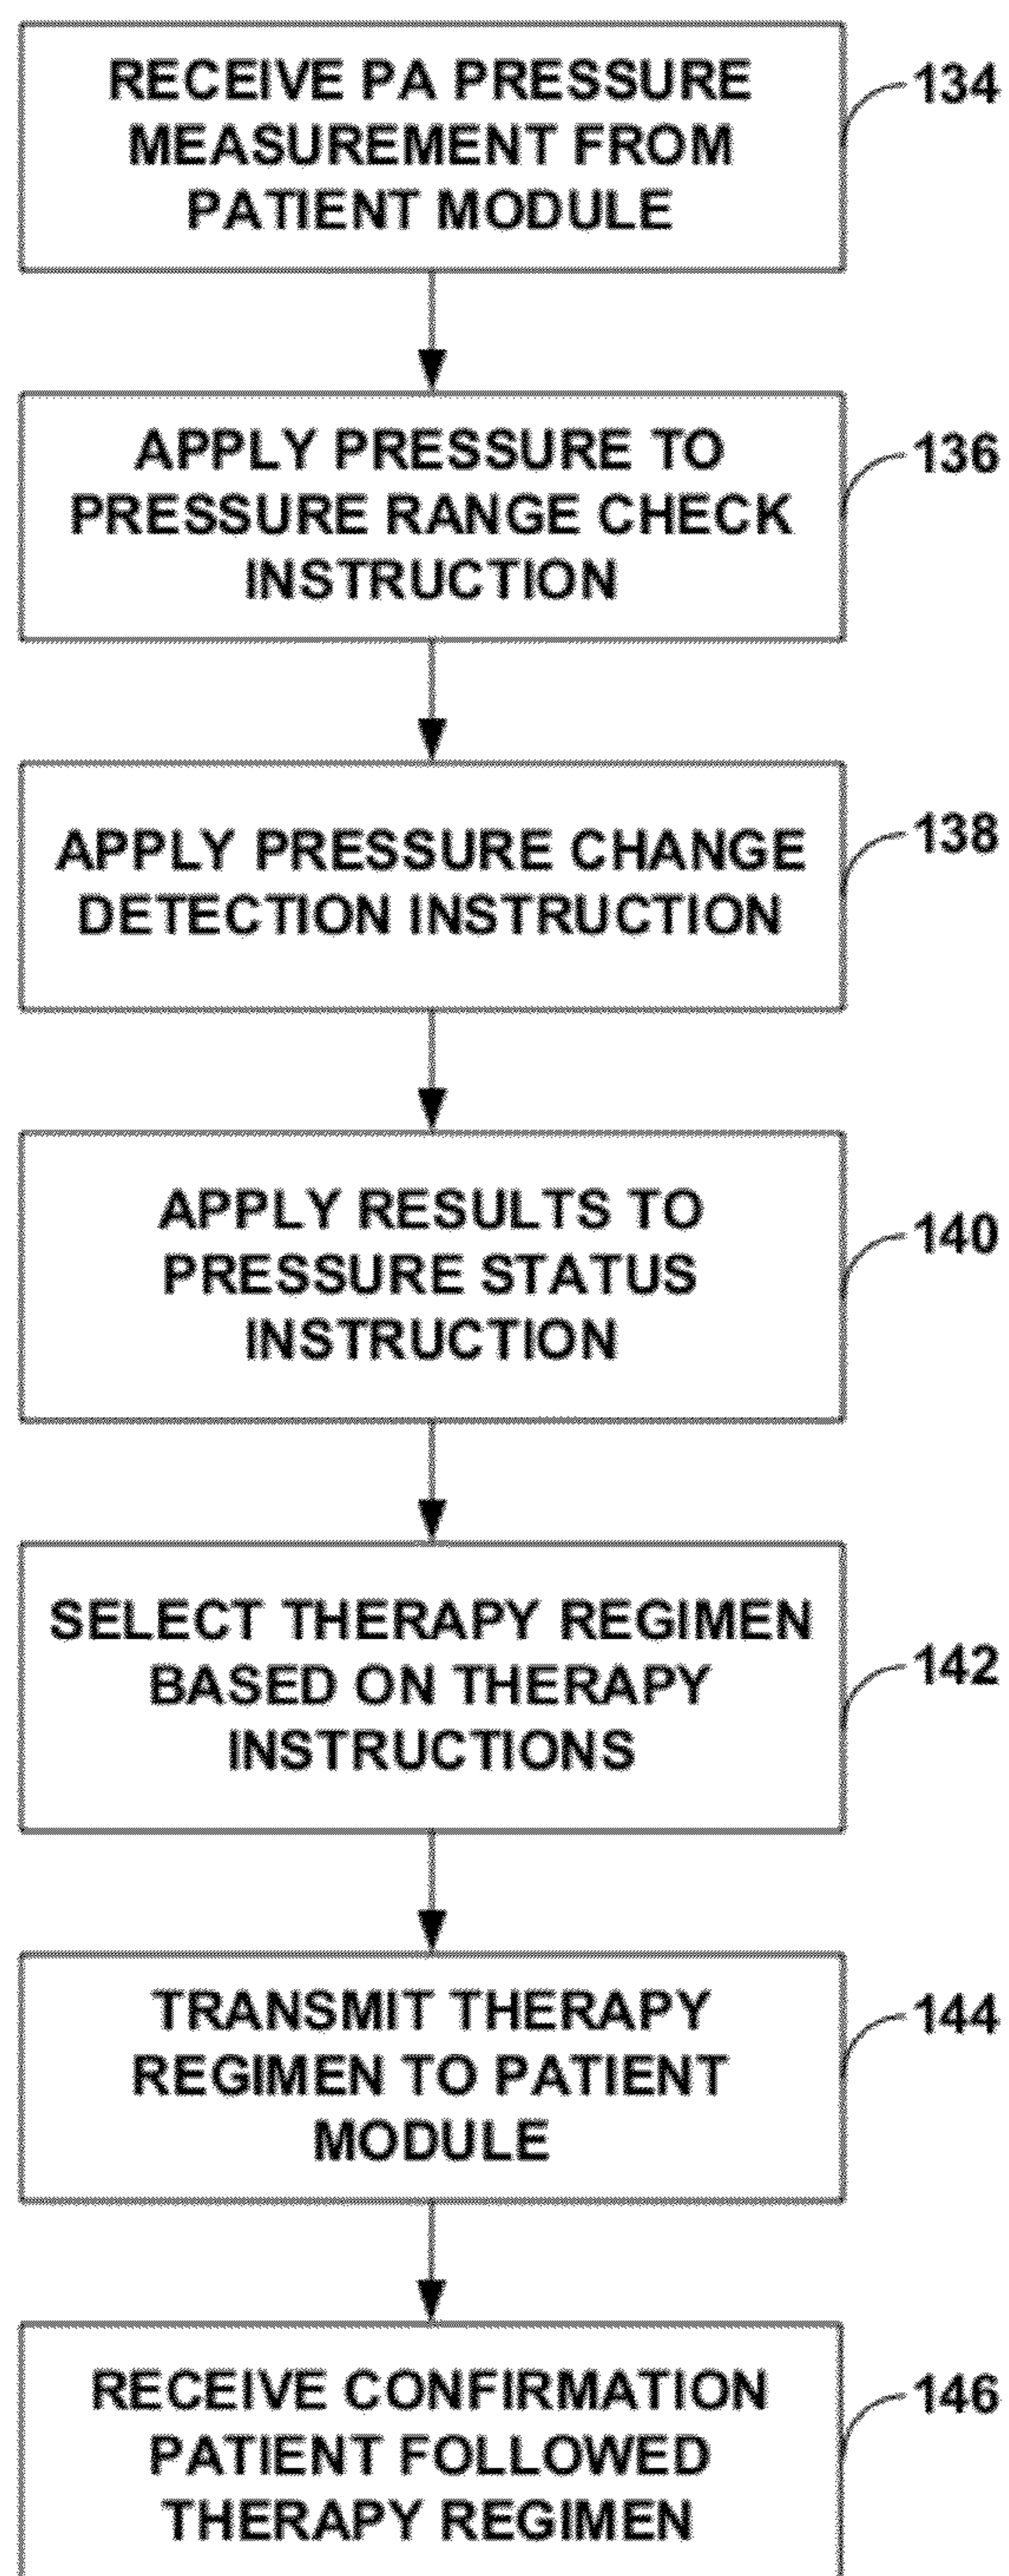 RECEIVE PA PRESSURE
MEASUREMENT FROM
PATIENT MODULE
134
APPLY PRESSURE TO
PRESSURE RANGE CHECK
INSTRUCTION
136
APPLY PRESSURE CHANGE
DETECTION INSTRUCTION
138
APPLY RESULTS TO
PRESSURE STATUS
INSTRUCTION
140
SELECT THERAPY REGIMEN
BASED ON THERAPY
INSTRUCTIONS
142
TRANSMIT THERAPY
REGIMEN TO PATIENT
MODULE
144
RECEIVE CONFIRMATION
PATIENT FOLLOWED
THERAPY REGIMEN
146